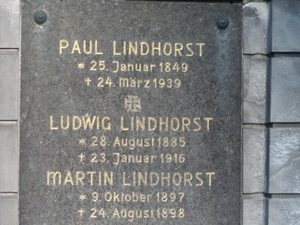 PAUL LINDHORST
* 25. Januar 1849
† 24. März 1939
LUDWIG LINDHORST
* 28. August 1885
† 23. Januar 1916
MARTIN LINDHORST
* 9. Oktober 1897
† 24. August 1898